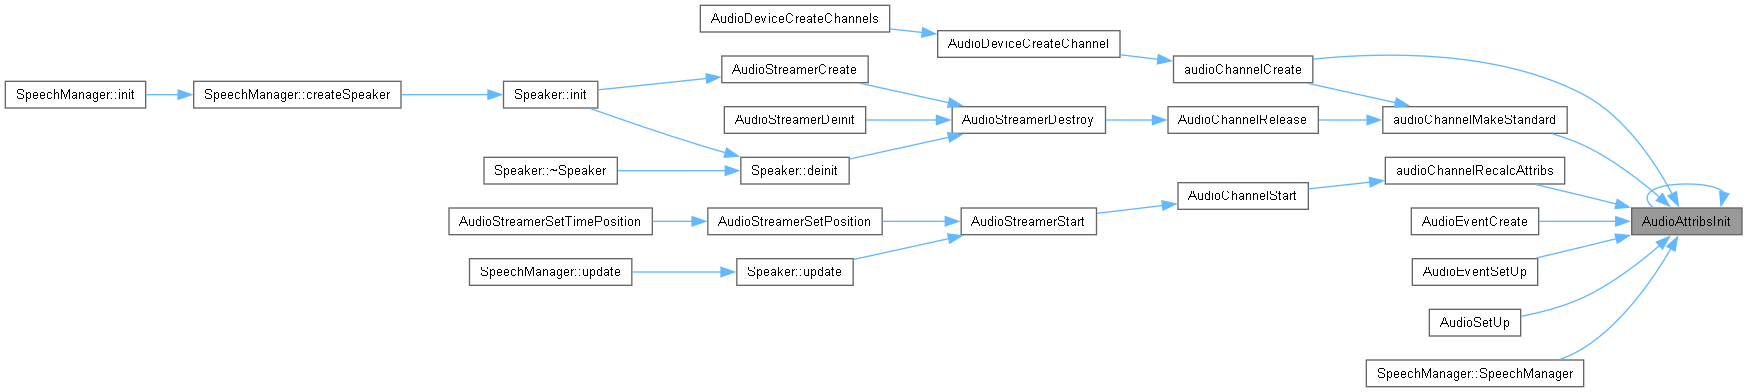 AudioDeviceCreateChannels
AudioDeviceCreateChannel
AudioStreamerCreate
audioChannelCreate
SpeechManager::init
SpeechManager::createSpeaker
Speaker::init
AudioStreamerDeinit
AudioStreamerDestroy
AudioChannelRelease
audioChannelMakeStandard
Speaker::~Speaker
Speaker::deinit
audioChannelRecalcAttribs
AudioChannelStart
AudioStreamerSetTimePosition
AudioStreamerSetPosition
AudioStreamerStart
AudioEventCreate
AudioAttribsInit
SpeechManager::update
Speaker::update
AudioEventSetUp
AudioSetUp
SpeechManager::SpeechManager